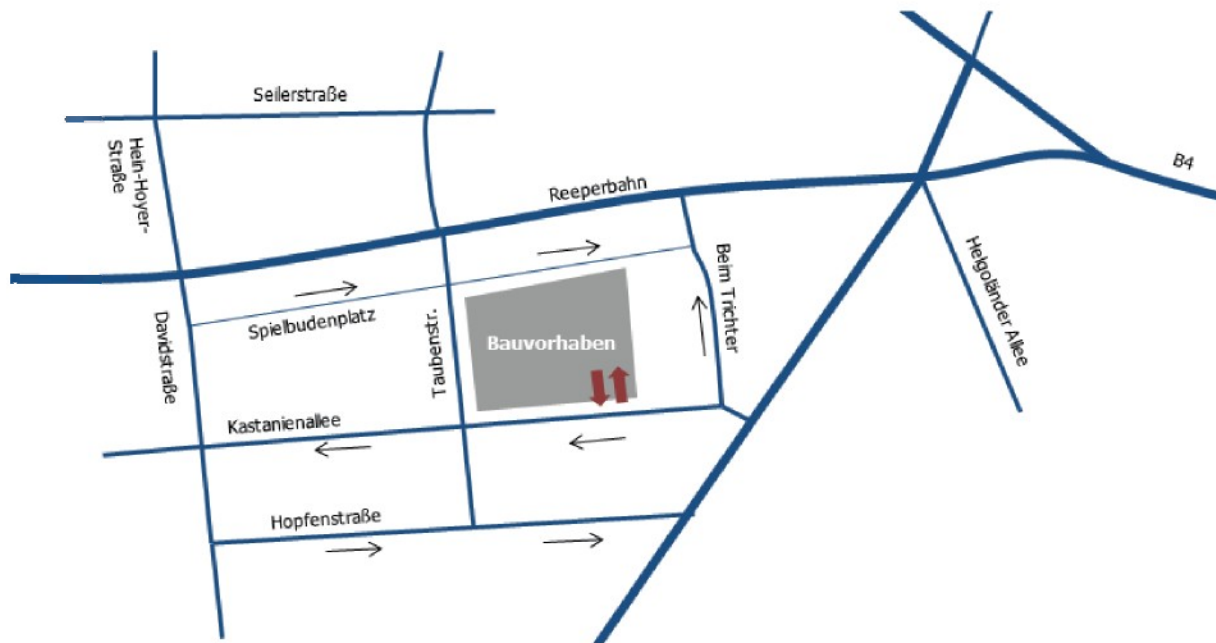 Seilerstraße
Hein-Hoyer-
Straße
B4
Reeperbahn
Helgoländer Allee
Beim Trichter
Spielbudenplatz
Taubenstr.
Davidstraße
Bauvorhaben
Kastanienallee
Hopfenstraße